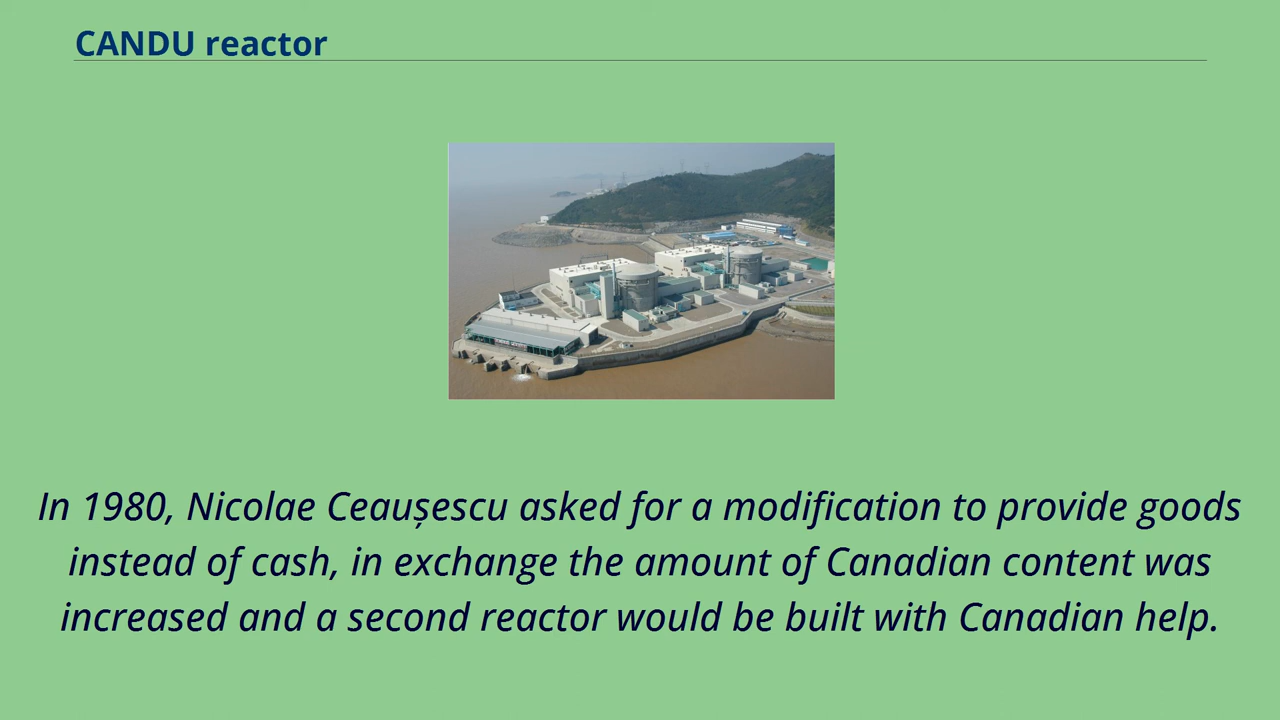 CANDU reactor
In 1980, Nicolae Ceaușescu asked for a modification to provide goods
instead of cash, in exchange the amount of Canadian content was
increased and a second reactor would be built with Canadian help.